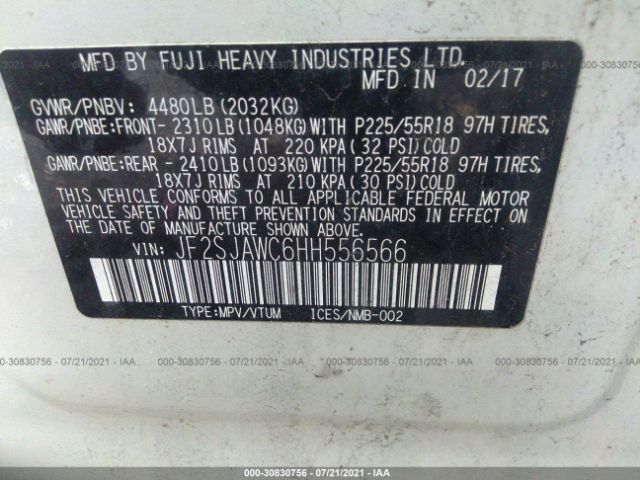 MFD BY FUJI HEAVY INDUSTRIES LTD.
MFD.IN 02/17
GVWR/PNBV: 4480LB(2032KG)
GAWR/PNBE:FRONT- 2310LB(1048KG)WITH P225/55R18 97H TIRES,
18X7J RIMS AT 220 KPA(32 PSI)COLD
GAWR/PNBE:REAR - 2410LB(1093KG)WITH P225/55R18 97H TIRES,
18X7J RIMS AT 210 KPA(30 PSI)COLD
THIS VEHICLE CONFORMS TO ALL APPLICABLE FEDERAL MOTOR
VEHICLE SAFETY AND THEFT PREVENTION STANDARDS IN EFFECT
ON THE DATE OF MANUFACTURE SHOWN ABOVE.
VIN: JF2SJAWC6HH556566
TYPE:MPV/VTUM ICES/NMB-002
000-30830756 - 07/21/2021 - IAA